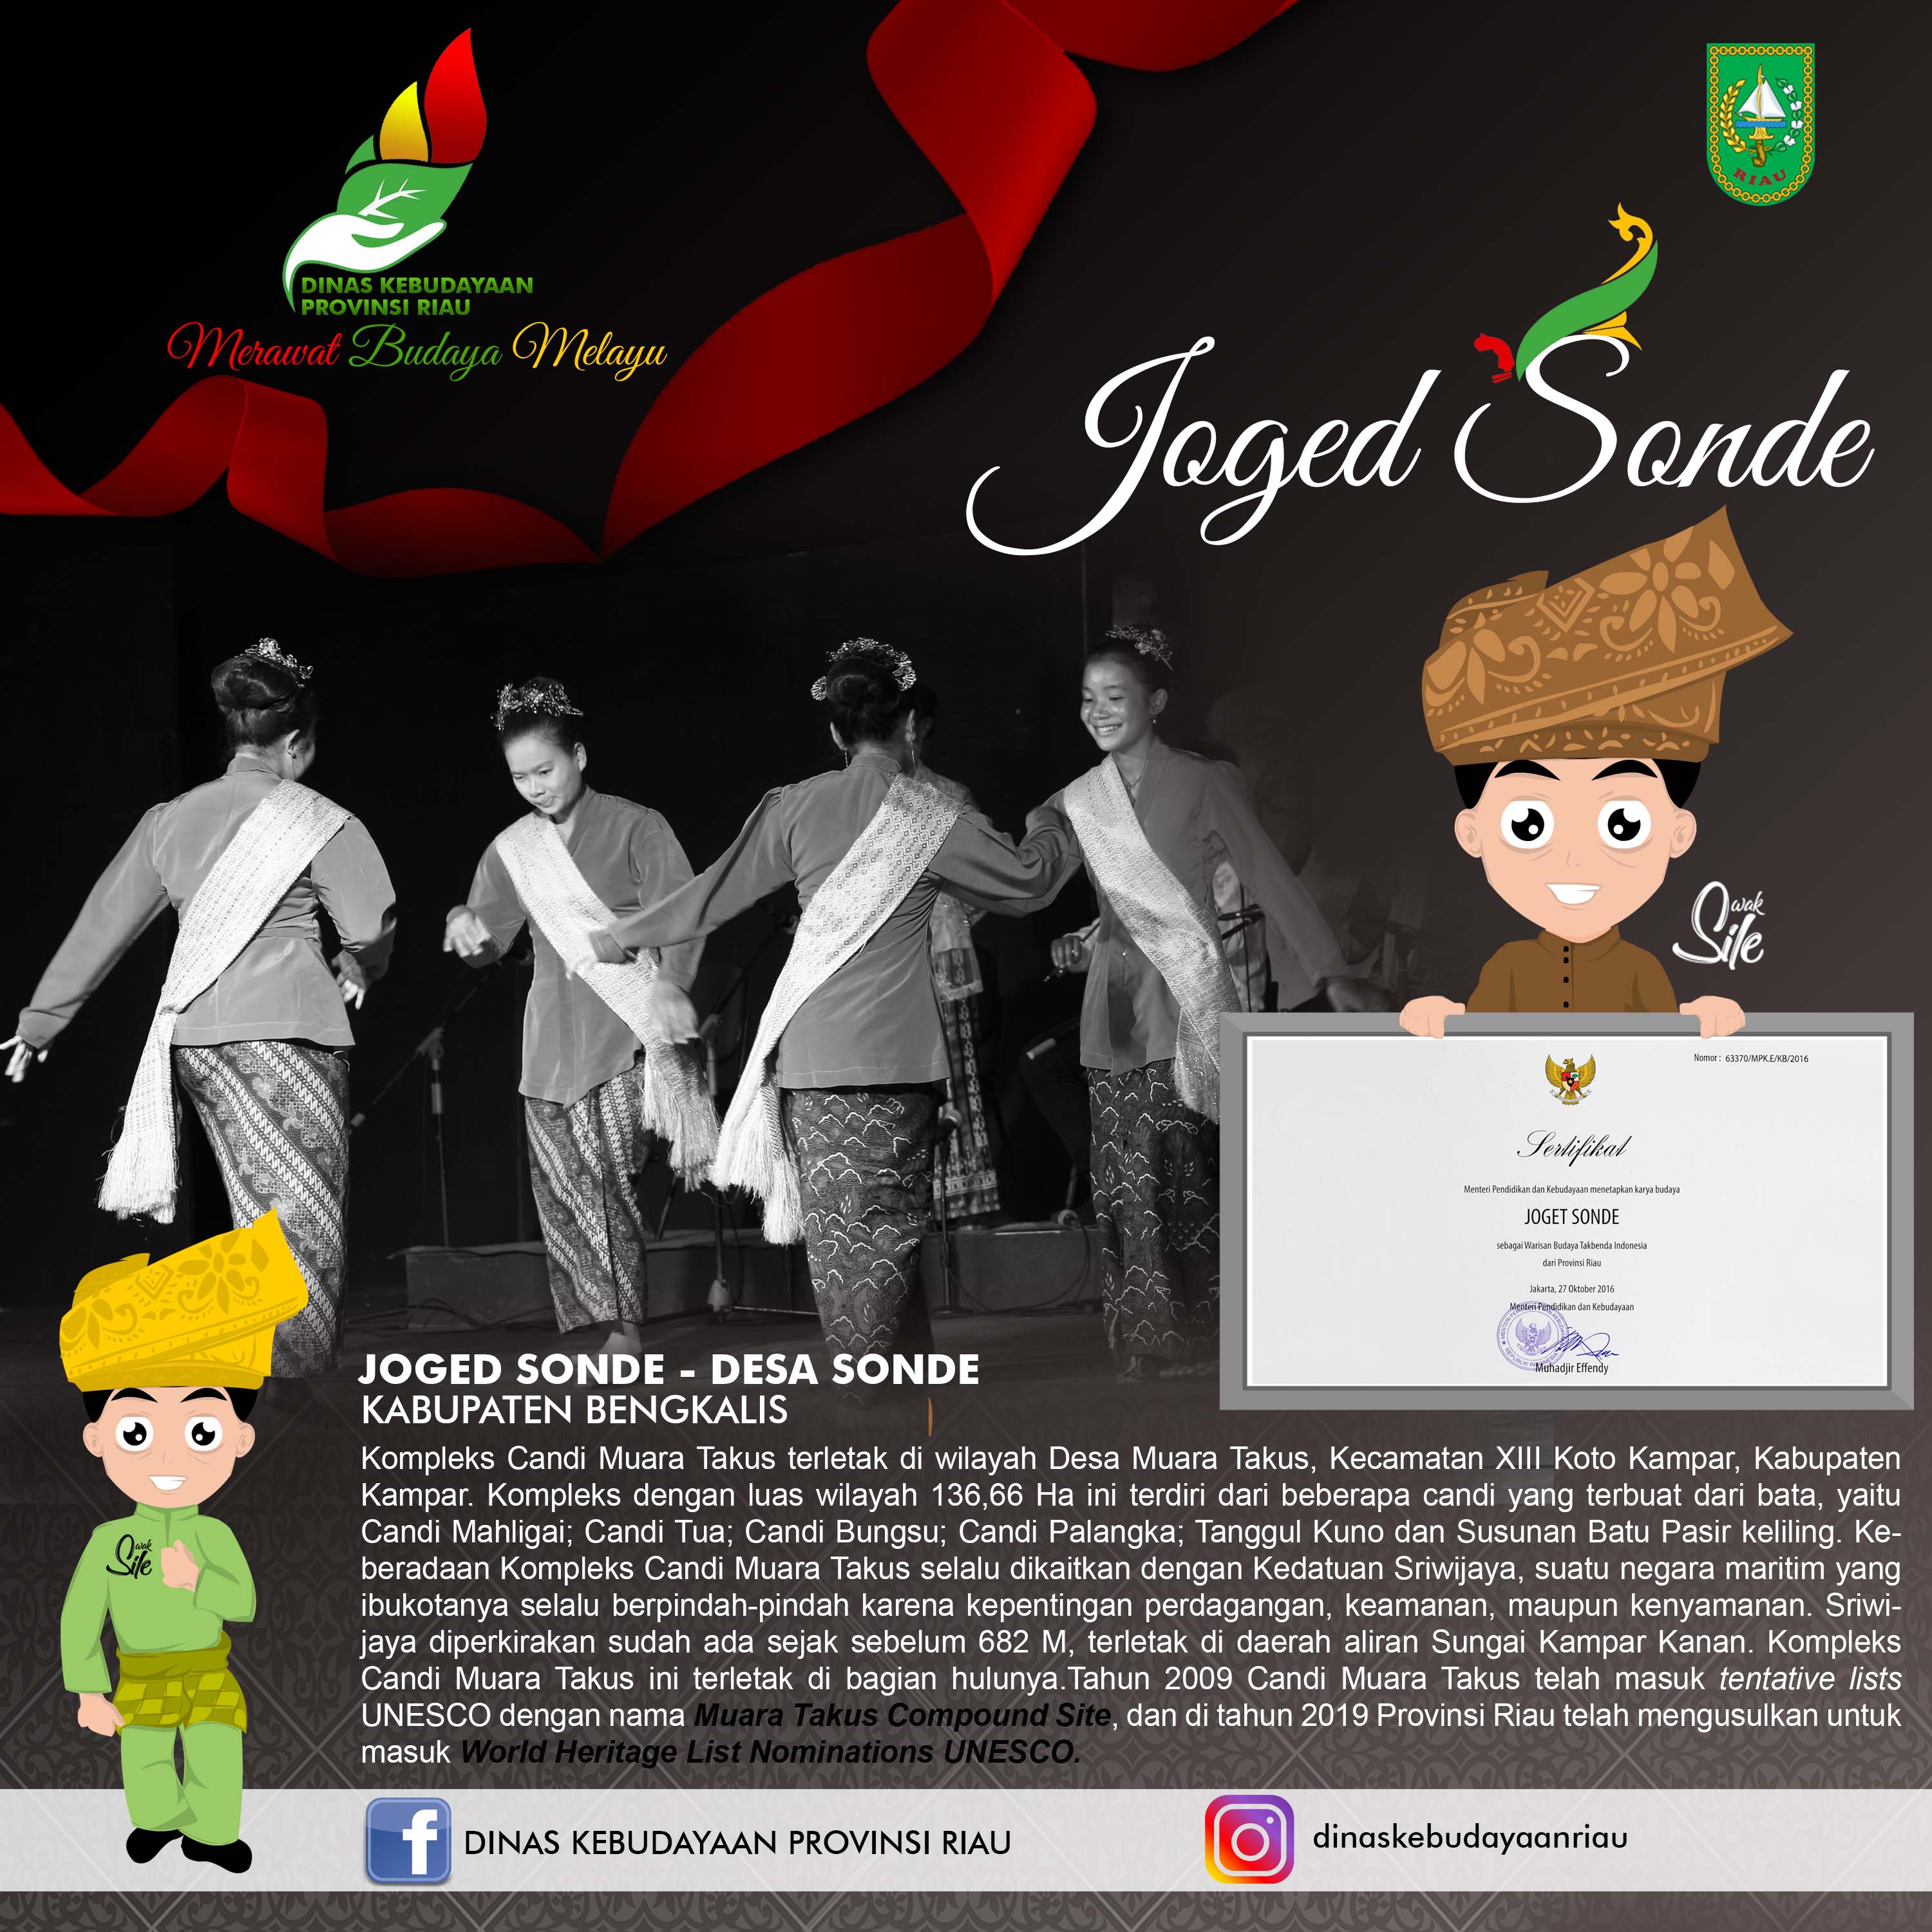 DINAS KEBUDAYAAN
PROVINSI RIAU
Merawat Budaya Melayu
RIAU
Joged Sonde
wak
Sile
Nomor : 63370/MPK.E/KB/2016
Sertifikat
Menteri Pendidikan dan Kebudayaan menetapkan karya budaya
JOGET SONDE
sebagai Warisan Budaya Takbenda Indonesia
dari Provinsi Riau
Jakarta, 27 Oktober 2016
Menteri Pendidikan dan Kebudayaan
Muhadjir Effendy
JOGED SONDE - DESA SONDE
KABUPATEN BENGKALIS
Kompleks Candi Muara Takus terletak di wilayah Desa Muara Takus, Kecamatan XIII Koto Kampar, Kabupaten
Kampar. Kompleks dengan luas wilayah 136,66 Ha ini terdiri dari beberapa candi yang terbuat dari bata, yaitu
Candi Mahligai; Candi Tua; Candi Bungsu; Candi Palangka; Tanggul Kuno dan Susunan Batu Pasir keliling. Ke-
beradaan Kompleks Candi Muara Takus selalu dikaitkan dengan Kedatuan Sriwijaya, suatu negara maritim yang
ibukotanya selalu berpindah-pindah karena kepentingan perdagangan, keamanan, maupun kenyamanan. Sriwi-
jaya diperkirakan sudah ada sejak sebelum 682 M, terletak di daerah aliran Sungai Kampar Kanan. Kompleks
Candi Muara Takus ini terletak di bagian hulunya.Tahun 2009 Candi Muara Takus telah masuk tentative lists
UNESCO dengan nama Muara Takus Compound Site, dan di tahun 2019 Provinsi Riau telah mengusulkan untuk
masuk World Heritage List Nominations UNESCO.
wak
Sile
DINAS KEBUDAYAAN PROVINSI RIAU
dinaskebudayaanriau